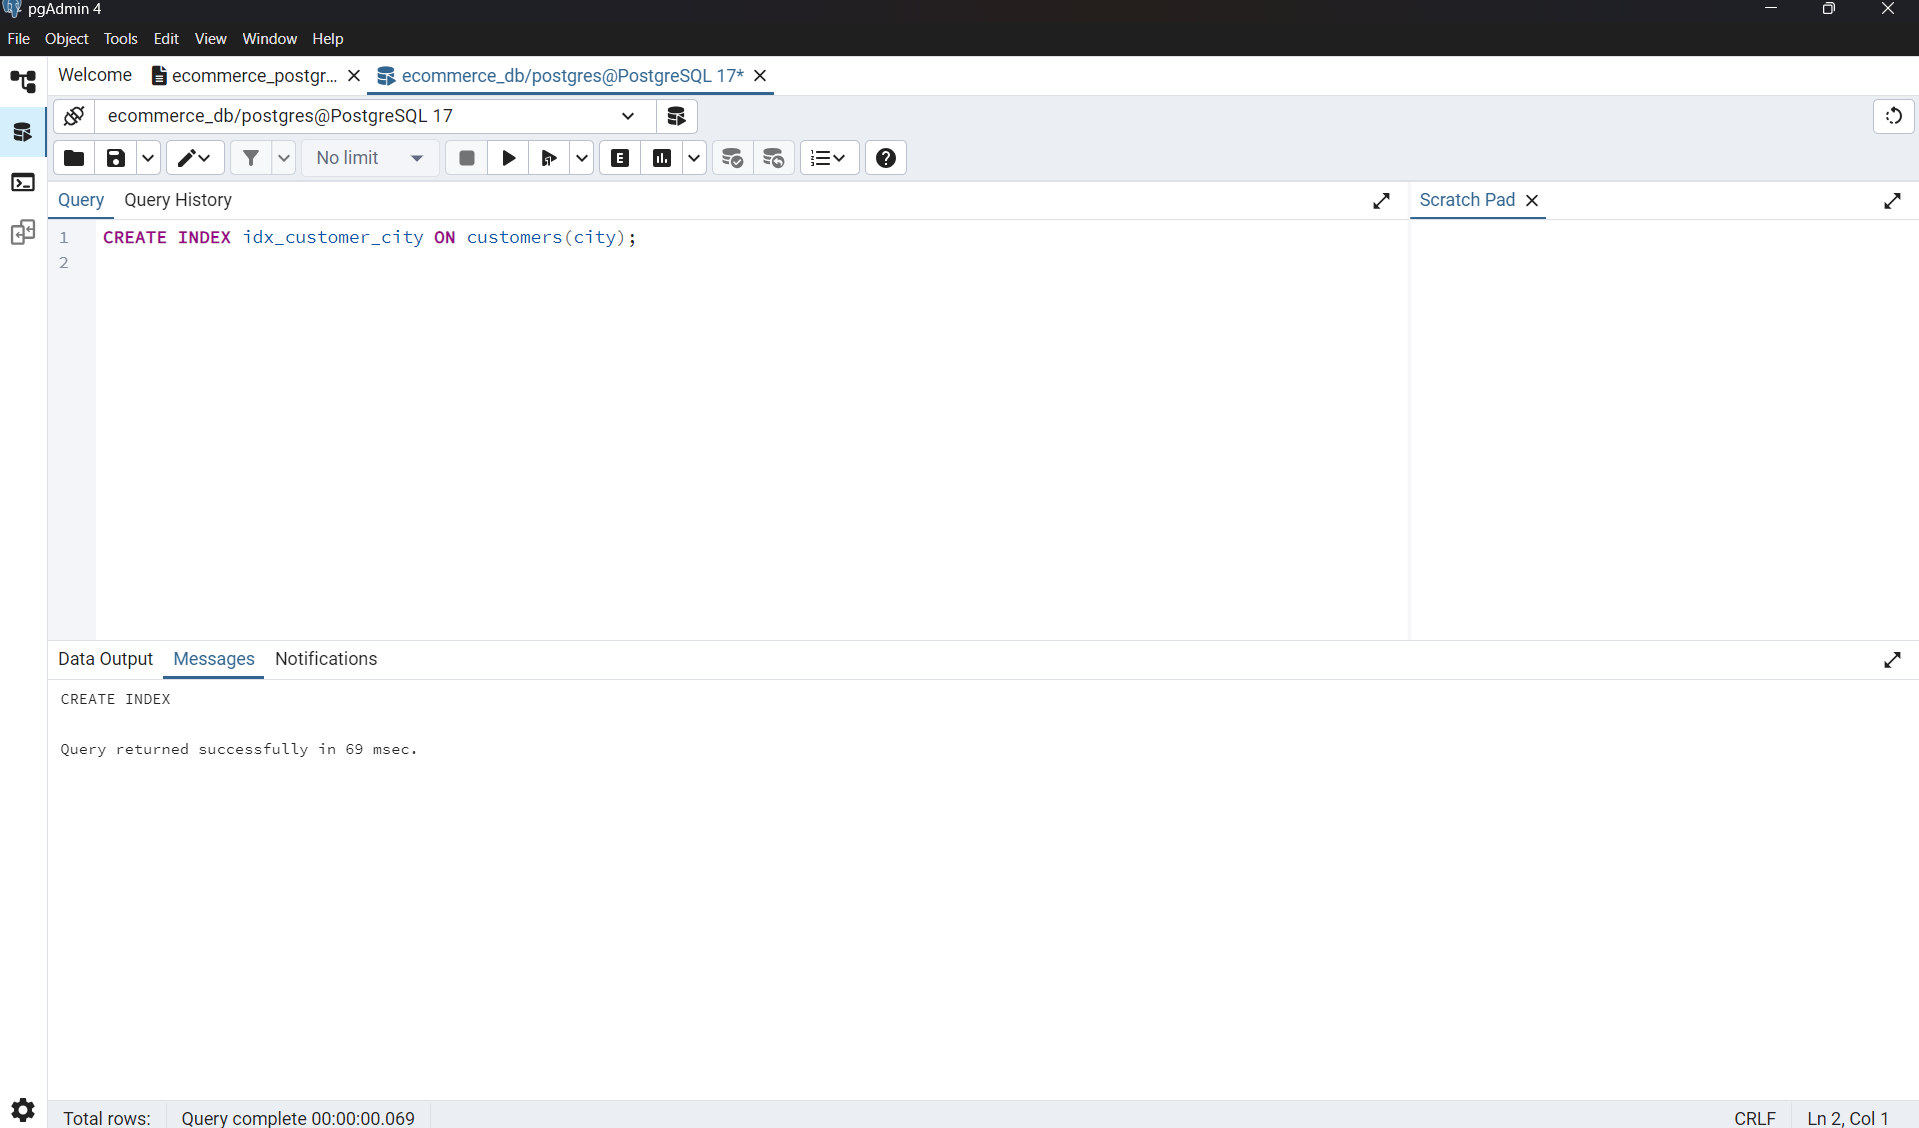 pgAdmin 4
File Object Tools Edit View Window Help
Welcome ecommerce_postgr... ecommerce_db/postgres@PostgreSQL 17*
ecommerce_db/postgres@PostgreSQL 17
No limit E
Query Query History Scratch Pad
1 CREATE INDEX idx_customer_city ON customers(city);
2
Data Output Messages Notifications
CREATE INDEX
Query returned successfully in 69 msec.
Total rows: Query complete 00:00:00.069 CRLF Ln 2, Col 1